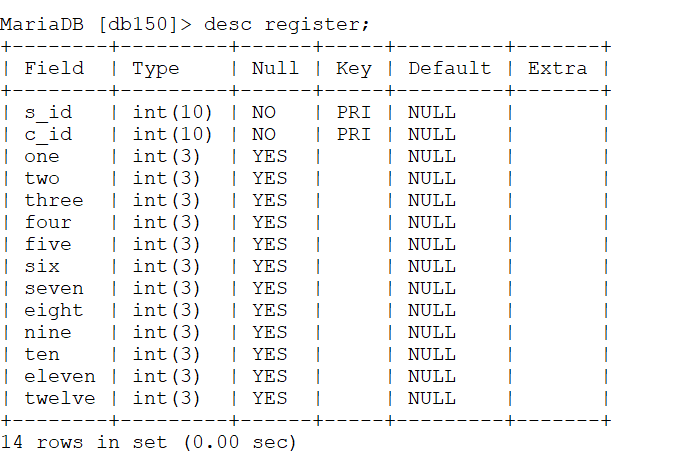 MariaDB [db150]> desc register;
+--------+---------+------+-----+---------+-------+
| Field | Type | Null | Key | Default | Extra |
+--------+---------+------+-----+---------+-------+
| s_id | int(10) | NO | PRI | NULL | |
| c_id | int(10) | NO | PRI | NULL | |
| one | int(3) | YES | | NULL | |
| two | int(3) | YES | | NULL | |
| three | int(3) | YES | | NULL | |
| four | int(3) | YES | | NULL | |
| five | int(3) | YES | | NULL | |
| six | int(3) | YES | | NULL | |
| seven | int(3) | YES | | NULL | |
| eight | int(3) | YES | | NULL | |
| nine | int(3) | YES | | NULL | |
| ten | int(3) | YES | | NULL | |
| eleven | int(3) | YES | | NULL | |
| twelve | int(3) | YES | | NULL | |
+--------+---------+------+-----+---------+-------+
14 rows in set (0.00 sec)